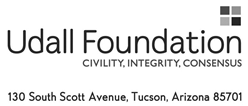 Udall Foundation
CIVILITY, INTEGRITY, CONSENSUS
130 South Scott Avenue, Tucson, Arizona 85701